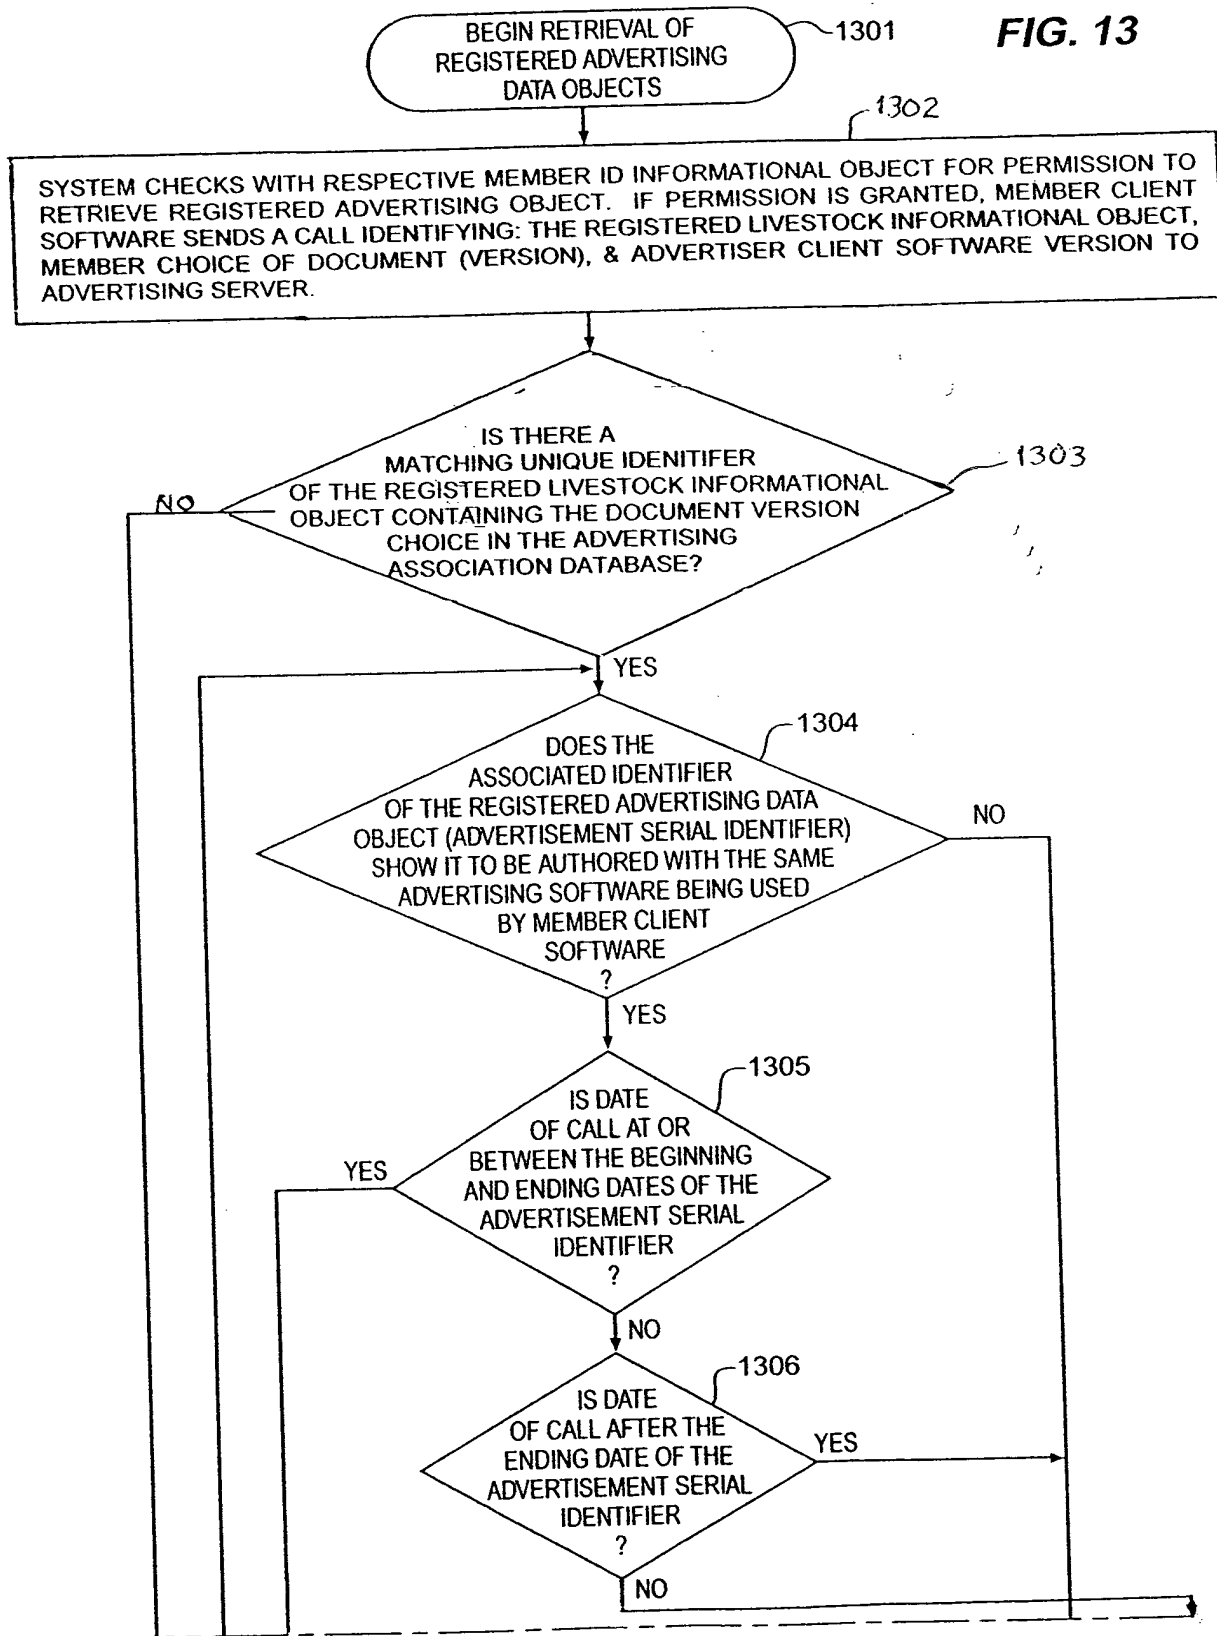 BEGIN RETRIEVAL OF
REGISTERED ADVERTISING
DATA OBJECTS
1301
FIG. 13
1302
SYSTEM CHECKS WITH RESPECTIVE MEMBER ID INFORMATIONAL OBJECT FOR PERMISSION TO
RETRIEVE REGISTERED ADVERTISING OBJECT. IF PERMISSION IS GRANTED, MEMBER CLIENT
SOFTWARE SENDS A CALL IDENTIFYING: THE REGISTERED LIVESTOCK INFORMATIONAL OBJECT,
MEMBER CHOICE OF DOCUMENT (VERSION), & ADVERTISER CLIENT SOFTWARE VERSION TO
ADVERTISING SERVER.
IS THERE A
MATCHING UNIQUE IDENITIFER
OF THE REGISTERED LIVESTOCK INFORMATIONAL
OBJECT CONTAINING THE DOCUMENT VERSION
CHOICE IN THE ADVERTISING
ASSOCIATION DATABASE?
1303
NO
YES
1304
DOES THE
ASSOCIATED IDENTIFIER
OF THE REGISTERED ADVERTISING DATA
OBJECT (ADVERTISEMENT SERIAL IDENTIFIER)
SHOW IT TO BE AUTHORED WITH THE SAME
ADVERTISING SOFTWARE BEING USED
BY MEMBER CLIENT
SOFTWARE
?
NO
YES
1305
IS DATE
OF CALL AT OR
BETWEEN THE BEGINNING
AND ENDING DATES OF THE
ADVERTISEMENT SERIAL
IDENTIFIER
?
YES
NO
1306
IS DATE
OF CALL AFTER THE
ENDING DATE OF THE
ADVERTISEMENT SERIAL
IDENTIFIER
?
YES
NO